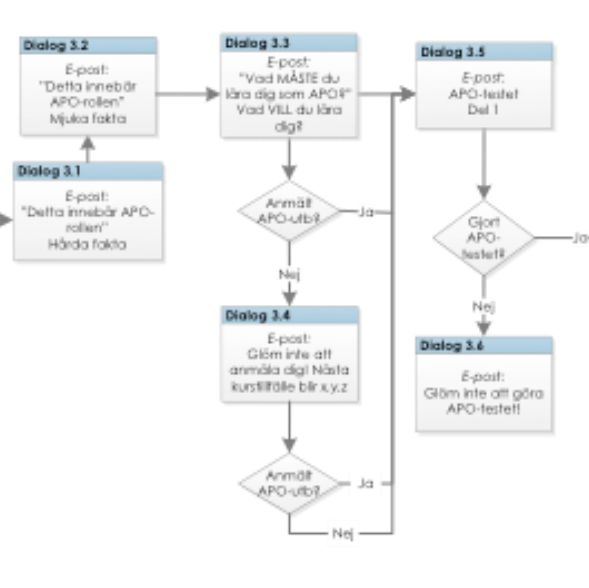 Dialog 3.2
E-post:
"Detta innebär
APO-rollen"
Mjuka fakta
Dialog 3.1
E-post:
"Detta innebär APO-
rollen"
Hårda fakta
Dialog 3.3
E-post:
"Vad MÅSTE du
lära dig som APO?"
Vad VILL du lära
dig?
Anmält
APO-utb?
Ja
Nej
Dialog 3.4
E-post:
Glöm inte att
anmäla dig! Nästa
kurstillfälle blir x.y.z
Anmält
APO-utb?
Ja
Nej
Dialog 3.5
E-post:
APO-testet
Del 1
Gjort
APO-
testet?
Ja
Nej
Dialog 3.6
E-post:
Glöm inte att göra
APO-testet!